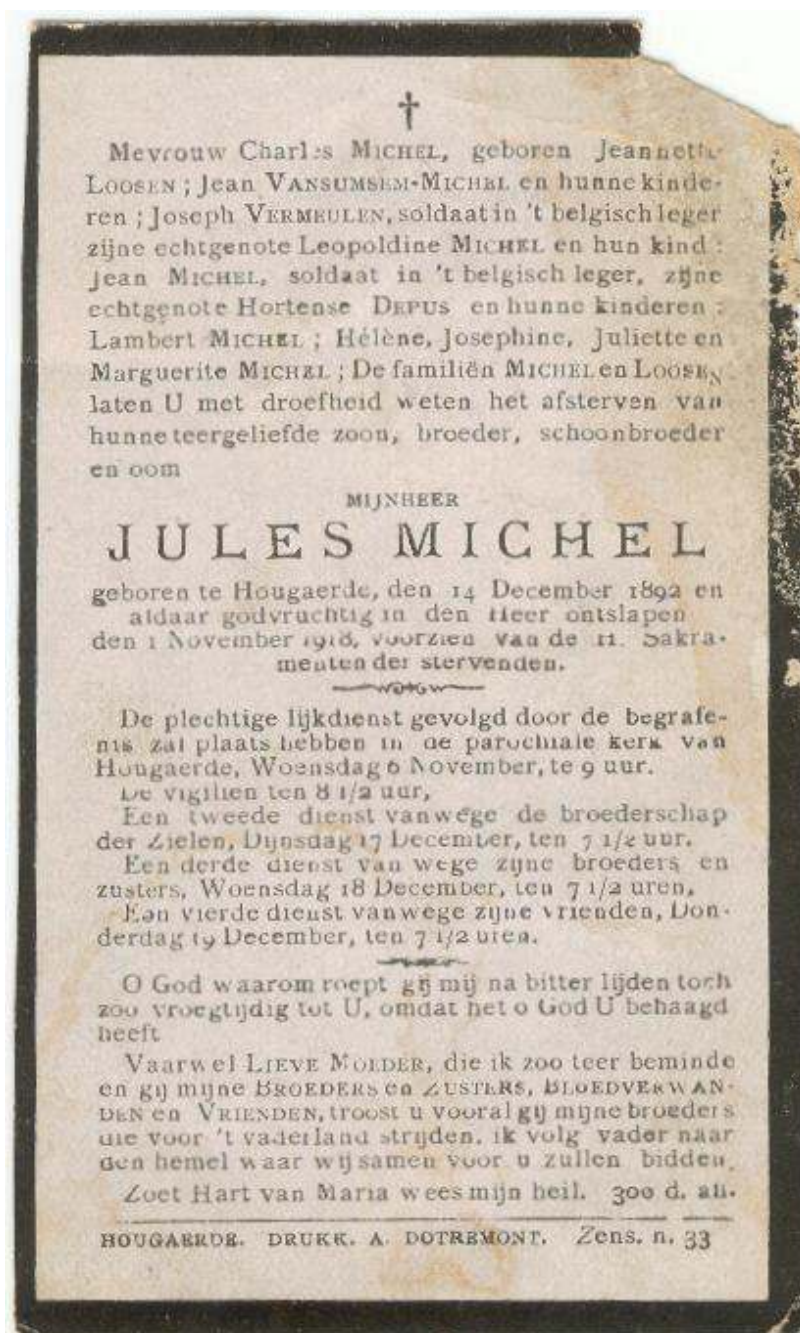 †
Mevrouw Charles MICHEL, geboren Jeannette
LOOSEN ; Jean VANSUMSEM-MICHEL en hunne kinde-
ren ; Joseph VERMEULEN, soldaat in 't belgisch leger
zijne echtgenote Leopoldine MICHEL en hun kind :
Jean MICHEL, soldaat in 't belgisch leger, zijne
echtgenote Hortense DEPUS en hunne kinderen :
Lambert MICHEL ; Hélène, Josephine, Juliette en
Marguerite MICHEL ; De familiën MICHEL en LOOSEN
laten U met droefheid weten het afsterven van
hunne teergeliefde zoon, broeder, schoonbroeder
en oom
MIJNHEER
JULES MICHEL
geboren te Hougaerde, den 14 December 1892 en
aldaar godvruchtig in den Heer ontslapen
den 1 November 1918, voorzien van de H. Sakra-
menten der stervenden.
De plechtige lijkdienst gevolgd door de begrafe-
nis zal plaats hebben in de parochiale kerk van
Hougaerde, Woensdag 6 November, te 9 uur.
De vigiliën ten 8 1/2 uur,
Een tweede dienst vanwege de broederschap
der Zielen, Dijnsdag 17 December, ten 7 1/2 uur.
Een derde dienst van wege zijne broeders en
zusters, Woensdag 18 December, ten 7 1/2 uren.
Een vierde dienst vanwege zijne vrienden, Don-
derdag 19 December, ten 7 1/2 uren.
O God waarom roept gij mij na bitter lijden toch
zoo vroegtijdig tot U, omdat het o God U behaagd
heeft
Vaarwel LIEVE MOEDER, die ik zoo teer beminde
en gij mijne BROEDERS en ZUSTERS, BLOEDVERWAN-
DEN en VRIENDEN, troost u vooral gij mijne broeders
die voor 't vaderland strijden, ik volg vader naar
den hemel waar wij samen voor u zullen bidden.
Zoet Hart van Maria wees mijn heil. 300 d. afl.
HOUGAERDE. DRUKK. A. DOTREMONT. Zens. n. 33